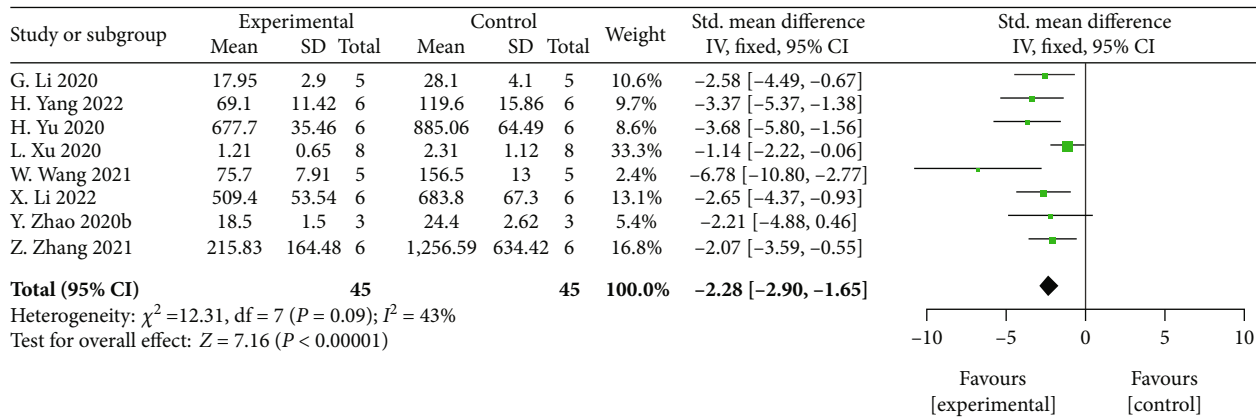 Study or subgroup Experimental Control Weight Std. mean difference Std. mean difference
Mean SD Total Mean SD Total IV, fixed, 95% CI IV, fixed, 95% CI
G. Li 2020 17.95 2.9 5 28.1 4.1 5 10.6% −2.58 [−4.49, −0.67]
H. Yang 2022 69.1 11.42 6 119.6 15.86 6 9.7% −3.37 [−5.37, −1.38]
H. Yu 2020 677.7 35.46 6 885.06 64.49 6 8.6% −3.68 [−5.80, −1.56]
L. Xu 2020 1.21 0.65 8 2.31 1.12 8 33.3% −1.14 [−2.22, −0.06]
W. Wang 2021 75.7 7.91 5 156.5 13 5 2.4% −6.78 [−10.80, −2.77]
X. Li 2022 509.4 53.54 6 683.8 67.3 6 13.1% −2.65 [−4.37, −0.93]
Y. Zhao 2020b 18.5 1.5 3 24.4 2.62 3 5.4% −2.21 [−4.88, 0.46]
Z. Zhang 2021 215.83 164.48 6 1,256.59 634.42 6 16.8% −2.07 [−3.59, −0.55]
Total (95% CI) 45 45 100.0% −2.28 [−2.90, −1.65]
Heterogeneity: χ² =12.31, df = 7 (P = 0.09); I² = 43%
Test for overall effect: Z = 7.16 (P < 0.00001)
−10 −5 0 5 10
Favours Favours
[experimental] [control]